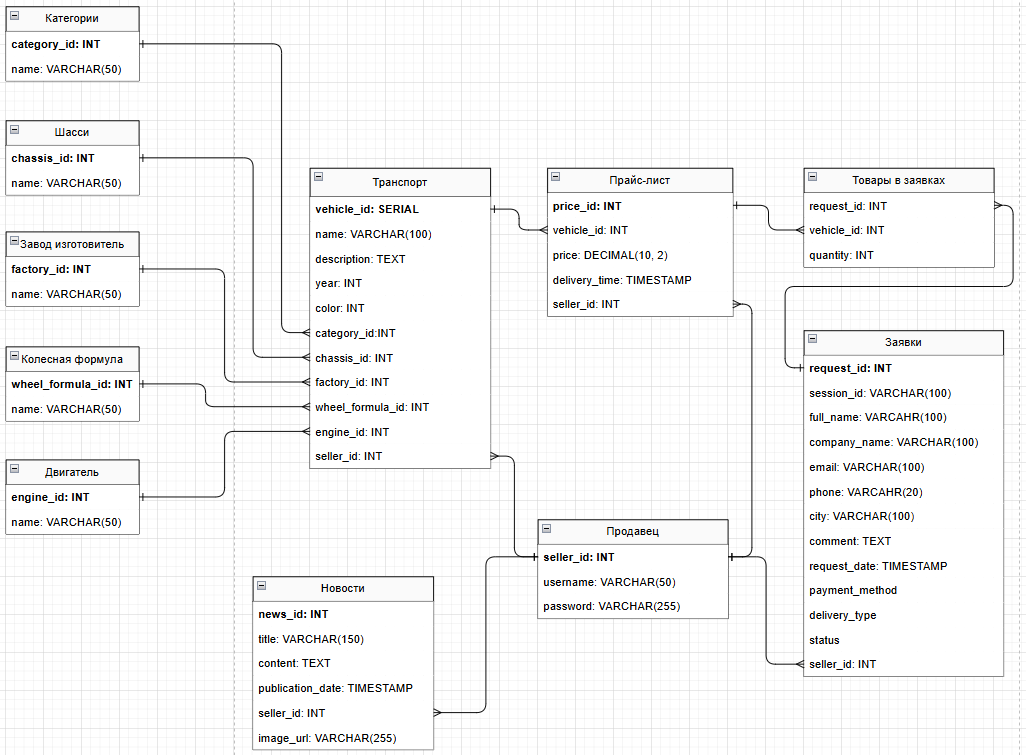 Категории
category_id: INT
name: VARCHAR(50)
Шасси
chassis_id: INT
name: VARCHAR(50)
Завод изготовитель
factory_id: INT
name: VARCHAR(50)
Колесная формула
wheel_formula_id: INT
name: VARCHAR(50)
Двигатель
engine_id: INT
name: VARCHAR(50)
Транспорт
vehicle_id: SERIAL
name: VARCHAR(100)
description: TEXT
year: INT
color: INT
category_id:INT
chassis_id: INT
factory_id: INT
wheel_formula_id: INT
engine_id: INT
seller_id: INT
Новости
news_id: INT
title: VARCHAR(150)
content: TEXT
publication_date: TIMESTAMP
seller_id: INT
image_url: VARCHAR(255)
Прайс-лист
price_id: INT
vehicle_id: INT
price: DECIMAL(10, 2)
delivery_time: TIMESTAMP
seller_id: INT
Продавец
seller_id: INT
username: VARCHAR(50)
password: VARCHAR(255)
Товары в заявках
request_id: INT
vehicle_id: INT
quantity: INT
Заявки
request_id: INT
session_id: VARCHAR(100)
full_name: VARCAHR(100)
company_name: VARCHAR(100)
email: VARCHAR(100)
phone: VARCAHR(20)
city: VARCHAR(100)
comment: TEXT
request_date: TIMESTAMP
payment_method
delivery_type
status
seller_id: INT